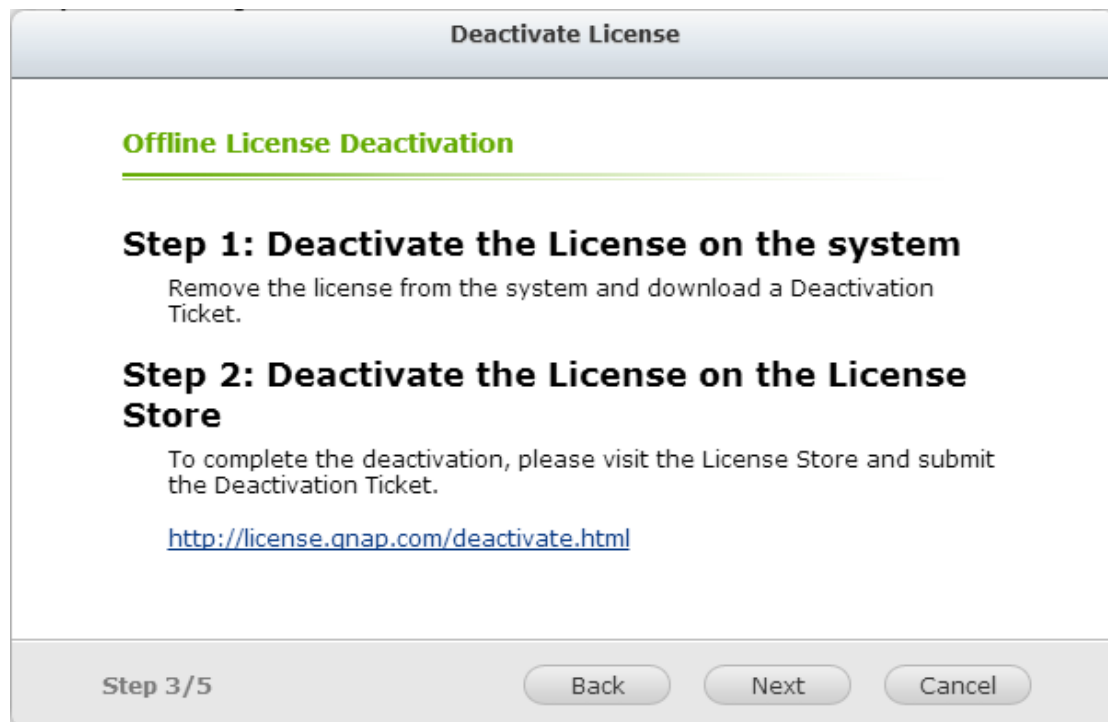 Deactivate License
Offline License Deactivation
Step 1: Deactivate the License on the system
Remove the license from the system and download a Deactivation
Ticket.
Step 2: Deactivate the License on the License
Store
To complete the deactivation, please visit the License Store and submit
the Deactivation Ticket.
http://license.qnap.com/deactivate.html
Step 3/5
Back
Next
Cancel